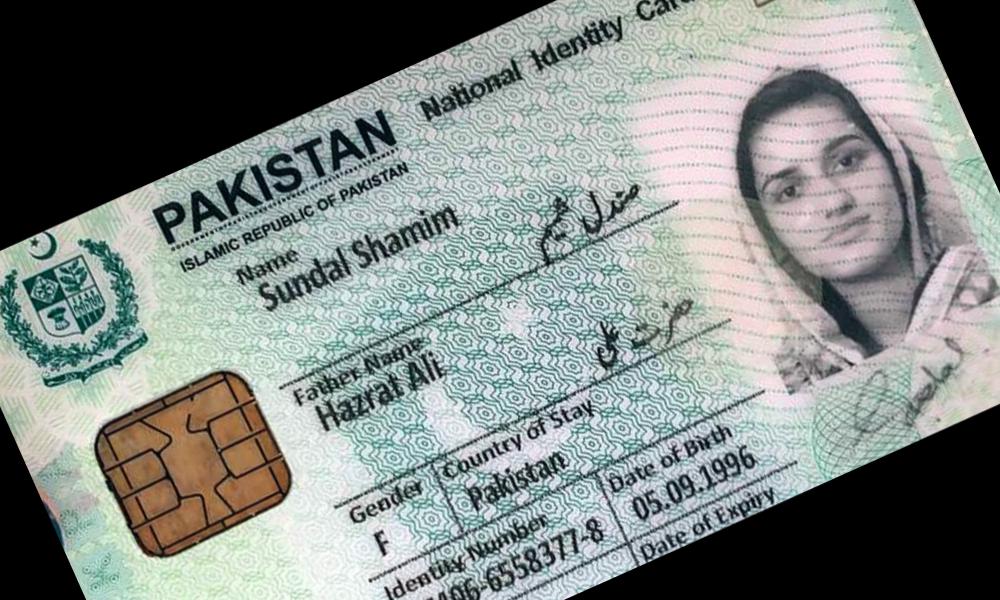 PAKISTAN National Identity Card
ISLAMIC REPUBLIC OF PAKISTAN
Name
Sundal Shamim
صندل شمیم
Father Name
Hazrat Ali
حضرت علی
Gender
F
Country of Stay
Pakistan
Identity Number
406-6558377-8
Date of Birth
05.09.1996
Date of Expiry